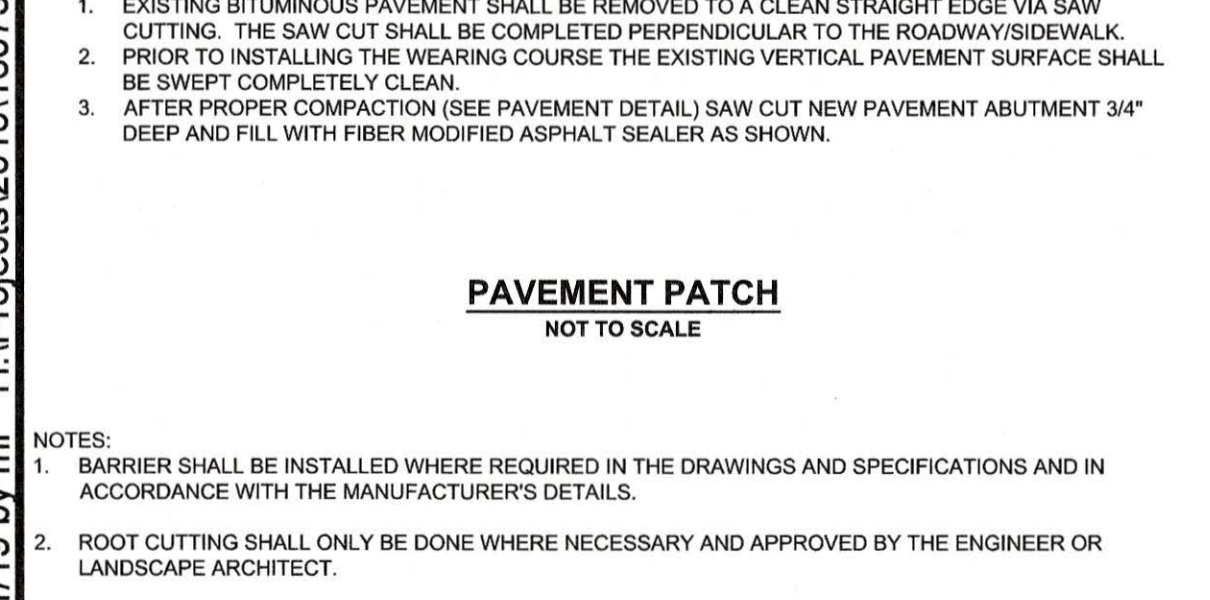 1. EXISTING BITUMINOUS PAVEMENT SHALL BE REMOVED TO A CLEAN STRAIGHT EDGE VIA SAW
CUTTING. THE SAW CUT SHALL BE COMPLETED PERPENDICULAR TO THE ROADWAY/SIDEWALK.
2. PRIOR TO INSTALLING THE WEARING COURSE THE EXISTING VERTICAL PAVEMENT SURFACE SHALL
BE SWEPT COMPLETELY CLEAN.
3. AFTER PROPER COMPACTION (SEE PAVEMENT DETAIL) SAW CUT NEW PAVEMENT ABUTMENT 3/4"
DEEP AND FILL WITH FIBER MODIFIED ASPHALT SEALER AS SHOWN.
PAVEMENT PATCH
NOT TO SCALE
NOTES:
1. BARRIER SHALL BE INSTALLED WHERE REQUIRED IN THE DRAWINGS AND SPECIFICATIONS AND IN
ACCORDANCE WITH THE MANUFACTURER'S DETAILS.
2. ROOT CUTTING SHALL ONLY BE DONE WHERE NECESSARY AND APPROVED BY THE ENGINEER OR
LANDSCAPE ARCHITECT.